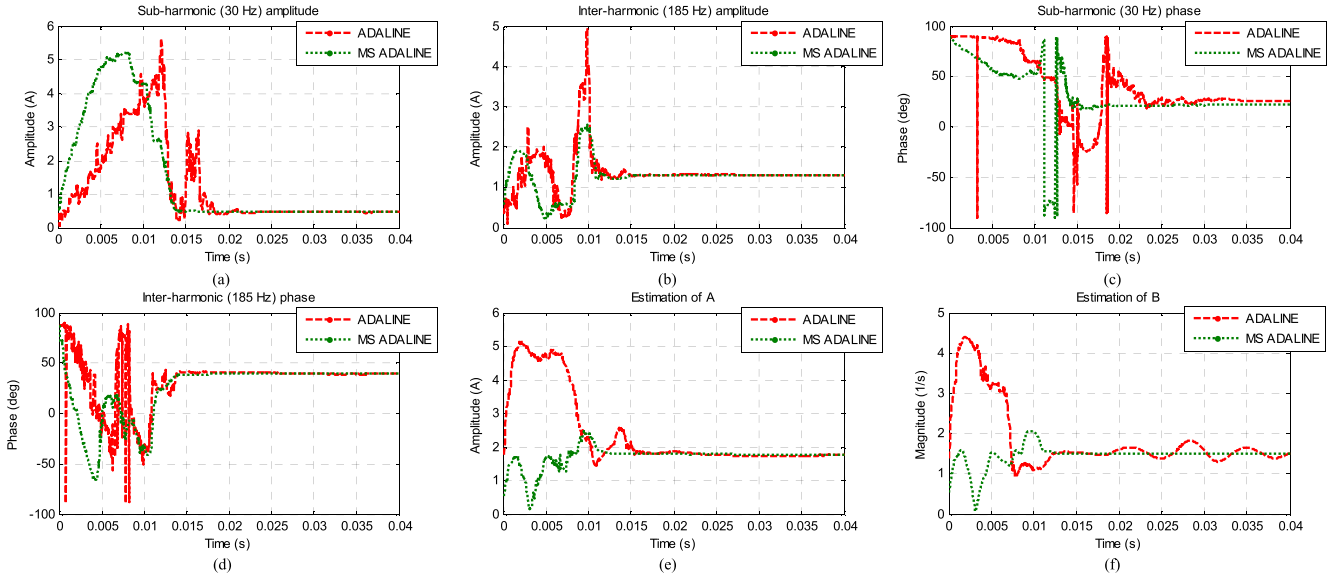 Sub-harmonic (30 Hz) amplitude
ADALINE
MS ADALINE
6
5
4
3
2
1
0
Amplitude (A)
0 0.005 0.01 0.015 0.02 0.025 0.03 0.035 0.04
Time (s)
(a)
Inter-harmonic (185 Hz) amplitude
ADALINE
MS ADALINE
5
4
3
2
1
0
Amplitude (A)
0 0.005 0.01 0.015 0.02 0.025 0.03 0.035 0.04
Time (s)
(b)
Sub-harmonic (30 Hz) phase
ADALINE
MS ADALINE
100
50
0
-50
-100
Phase (deg)
0 0.005 0.01 0.015 0.02 0.025 0.03 0.035 0.04
Time (s)
(c)
Inter-harmonic (185 Hz) phase
ADALINE
MS ADALINE
100
50
0
-50
-100
Phase (deg)
0 0.005 0.01 0.015 0.02 0.025 0.03 0.035 0.04
Time (s)
(d)
Estimation of A
ADALINE
MS ADALINE
6
5
4
3
2
1
0
Amplitude (A)
0 0.005 0.01 0.015 0.02 0.025 0.03 0.035 0.04
Time (s)
(e)
Estimation of B
ADALINE
MS ADALINE
5
4
3
2
1
0
Magnitude (1/s)
0 0.005 0.01 0.015 0.02 0.025 0.03 0.035 0.04
Time (s)
(f)